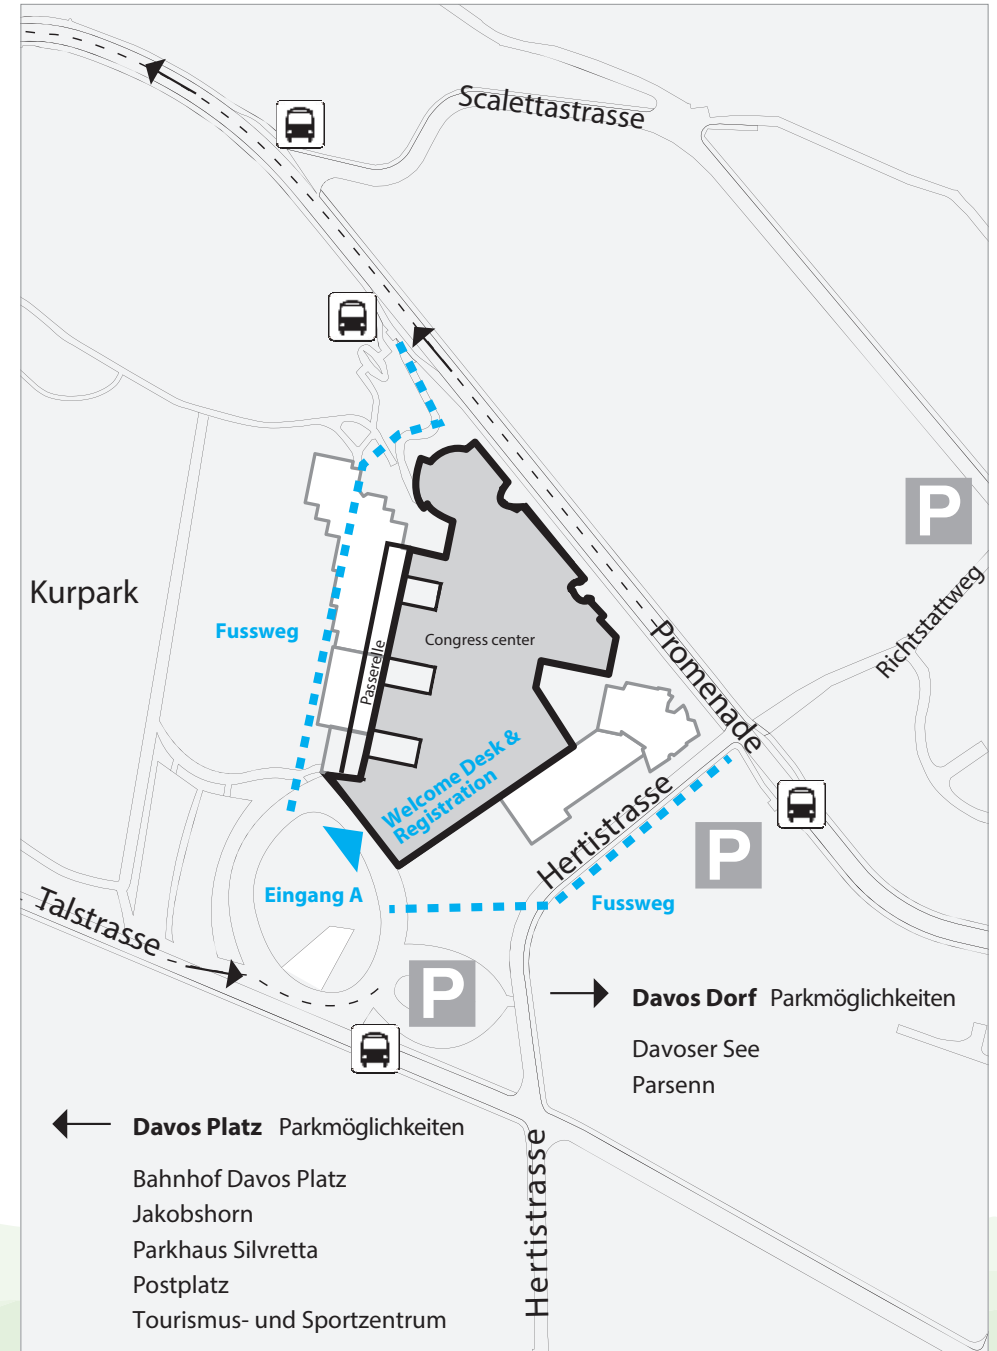 Scalettastrasse
P
Kurpark
Richtstattweg
Fussweg
Congress center
Promenade
Passerelle
Welcome Desk &
Registration
Hertistrasse
P
Eingang A
Fussweg
Talstrasse
P
Davos Dorf Parkmöglichkeiten
Davoser See
Parsenn
Davos Platz Parkmöglichkeiten
Bahnhof Davos Platz
Jakobshorn
Parkhaus Silvretta
Postplatz
Tourismus- und Sportzentrum
Hertistrasse